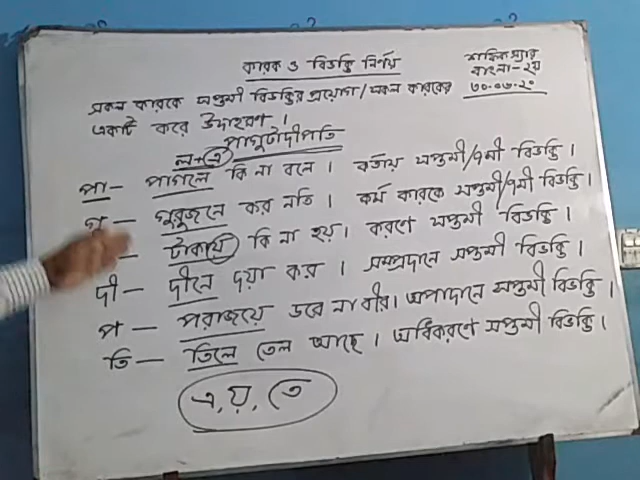 কারক ও বিভক্তি নির্ণয়
শফিক স্যার
বাংলা - ২য়
৩০.০৬.২০
সকল কারকে সপ্তমী বিভক্তির প্রয়োগ / সকল কারকের
একটি করে উদাহরণ।
পাগুটাদীপতি
ল+এ
পা - পাগলে কি না বলে। কর্তায় সপ্তমী/৭মী বিভক্তি।
গু - গুরুজনে কর নতি। কর্ম কারকে সপ্তমী/৭মী বিভক্তি।
- টাকায় কি না হয়। করণে সপ্তমী বিভক্তি।
দী - দীনে দয়া কর। সম্প্রদানে সপ্তমী বিভক্তি।
প - পরাজয়ে ডরে না বীর। অপাদানে সপ্তমী বিভক্তি।
তি - তিলে তেল আছে। অধিকরণে সপ্তমী বিভক্তি।
এ, য়, তে